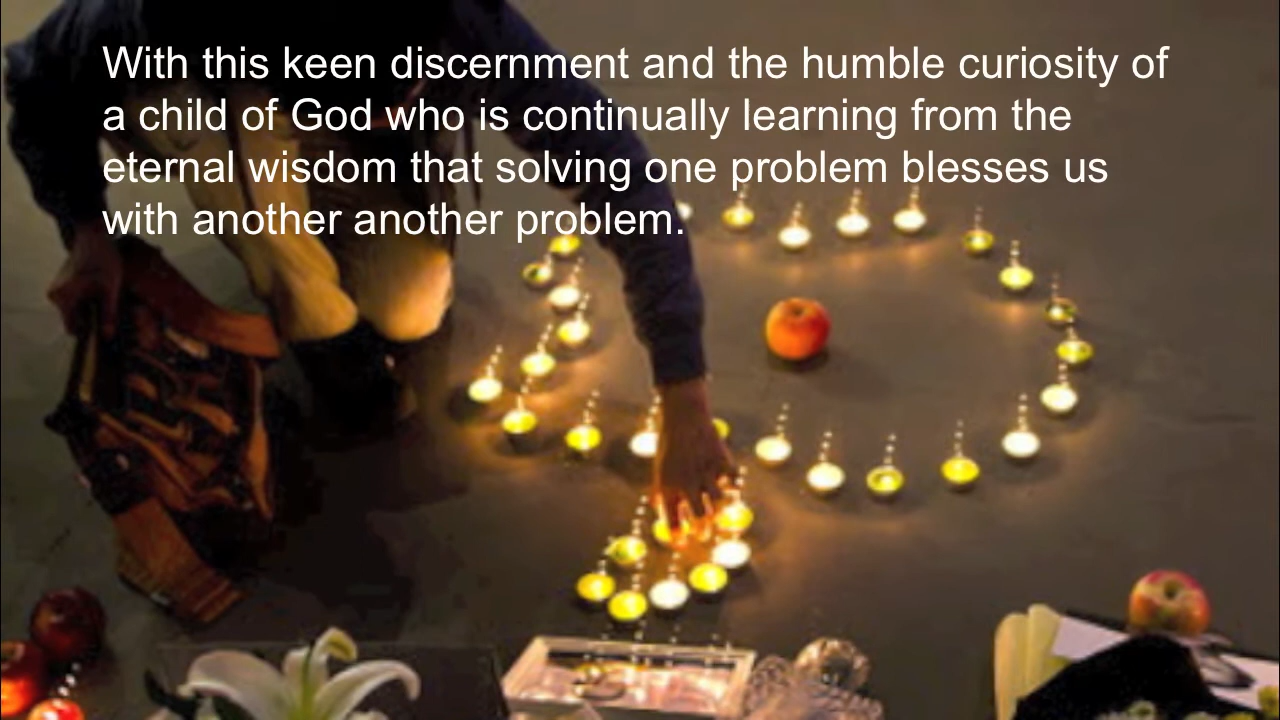 With this keen discernment and the humble curiosity of
a child of God who is continually learning from the
eternal wisdom that solving one problem blesses us
with another another problem.